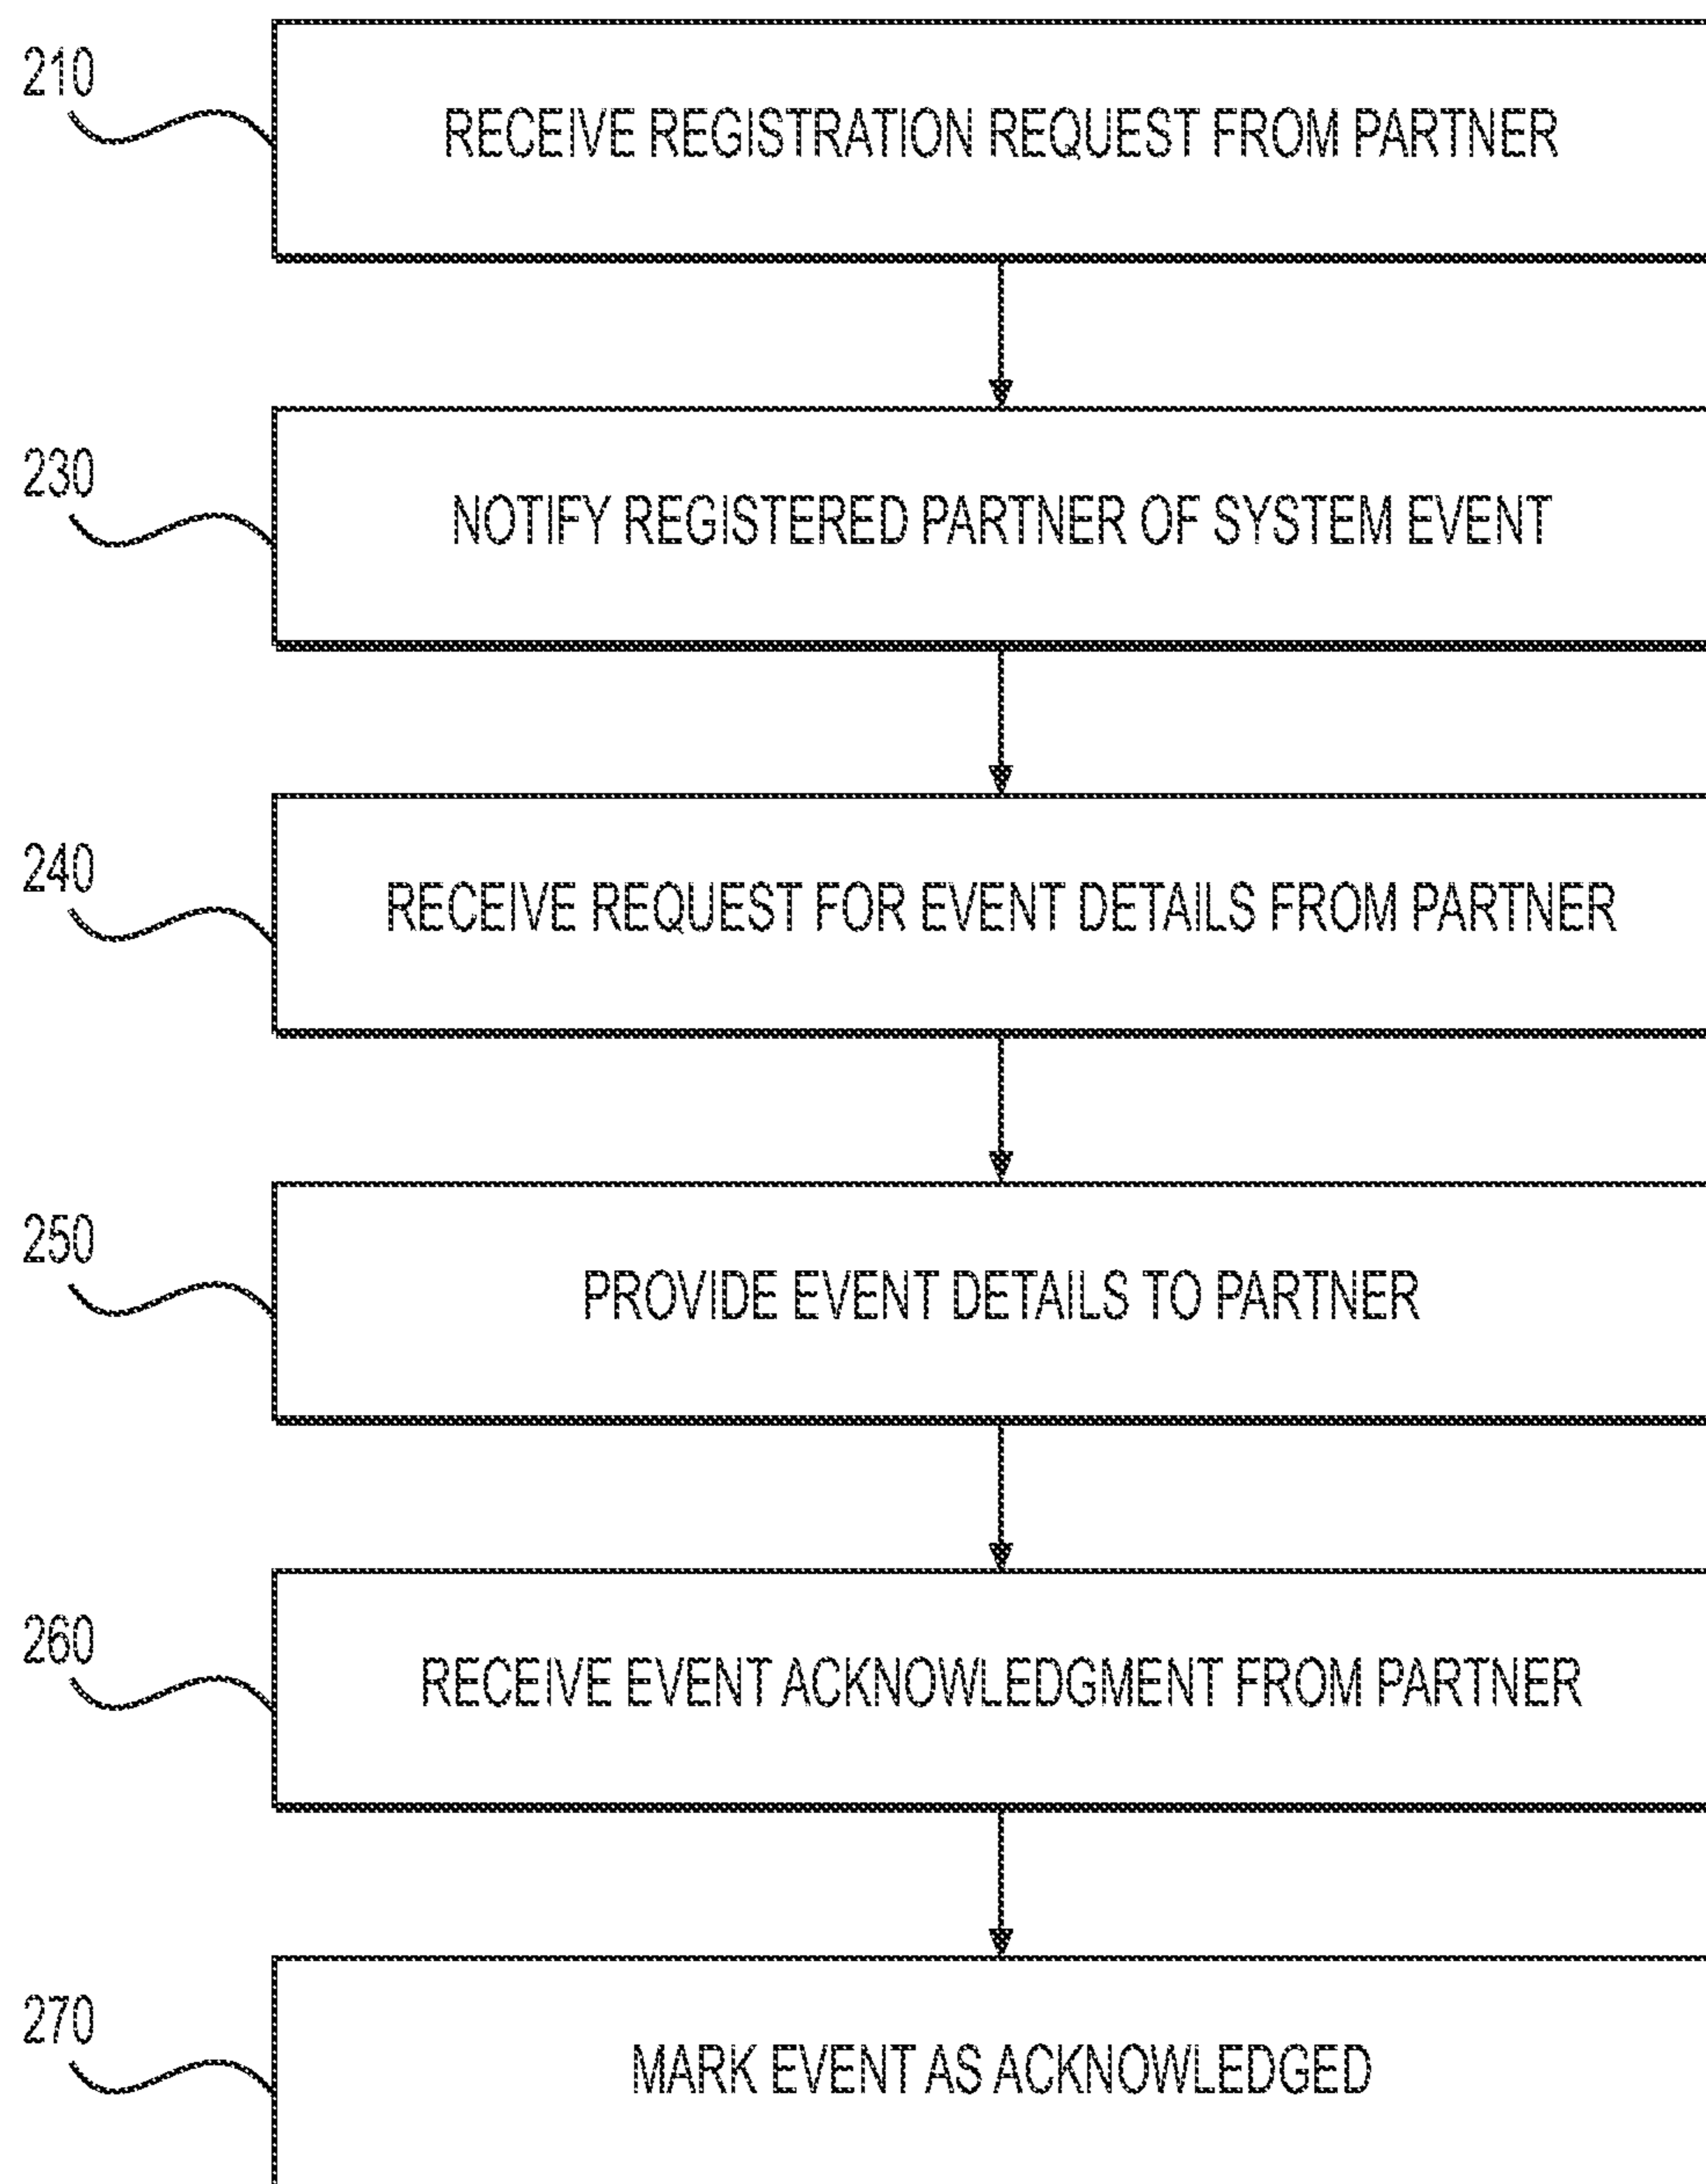 210
RECEIVE REGISTRATION REQUEST FROM PARTNER
230
NOTIFY REGISTERED PARTNER OF SYSTEM EVENT
240
RECEIVE REQUEST FOR EVENT DETAILS FROM PARTNER
250
PROVIDE EVENT DETAILS TO PARTNER
260
RECEIVE EVENT ACKNOWLEDGMENT FROM PARTNER
270
MARK EVENT AS ACKNOWLEDGED